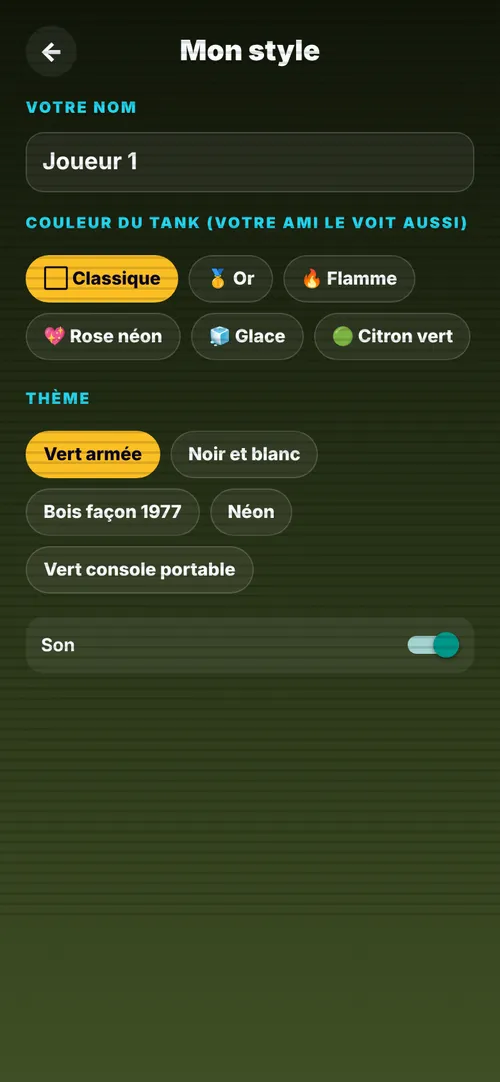 Mon style
VOTRE NOM
Joueur 1
COULEUR DU TANK (VOTRE AMI LE VOIT AUSSI)
Classique
🥇 Or
🔥 Flamme
💖 Rose néon
🧊 Glace
🟢 Citron vert
THÈME
Vert armée
Noir et blanc
Bois façon 1977
Néon
Vert console portable
Son